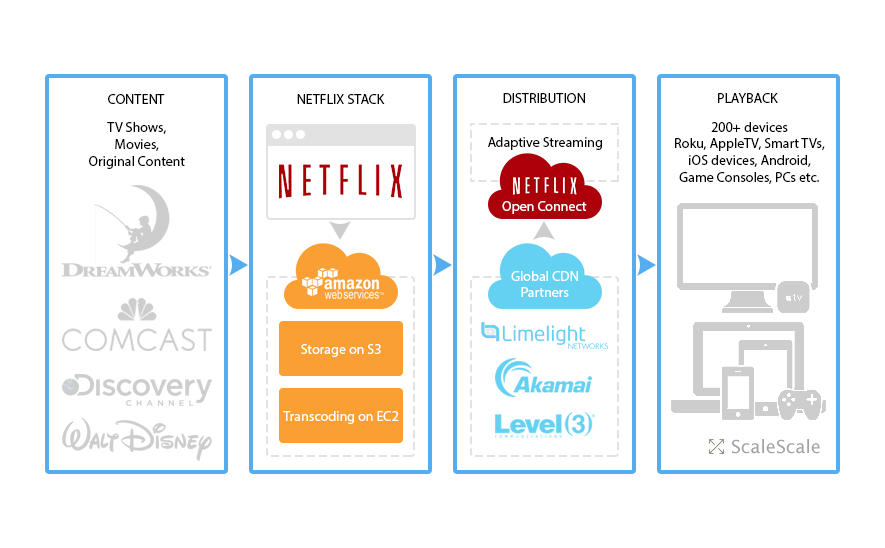 CONTENT
TV Shows,
Movies,
Original Content
DREAMWORKS
COMCAST
Discovery
CHANNEL
WALT DISNEY
NETFLIX STACK
NETFLIX
amazon
webservices™
Storage on S3
Transcoding on EC2
DISTRIBUTION
Adaptive Streaming
NETFLIX
Open Connect
Global CDN
Partners
Limelight
NETWORKS
Akamai
Level(3)
COMMUNICATIONS
PLAYBACK
200+ devices
Roku, AppleTV, Smart TVs,
iOS devices, Android,
Game Consoles, PCs etc.
tv
ScaleScale